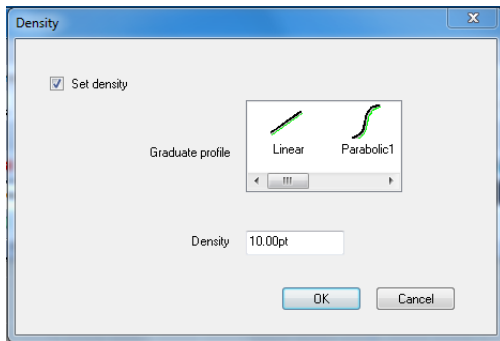 Density
Set density
Linear Parabolic1
Graduate profile
Density 10.00pt
OK Cancel